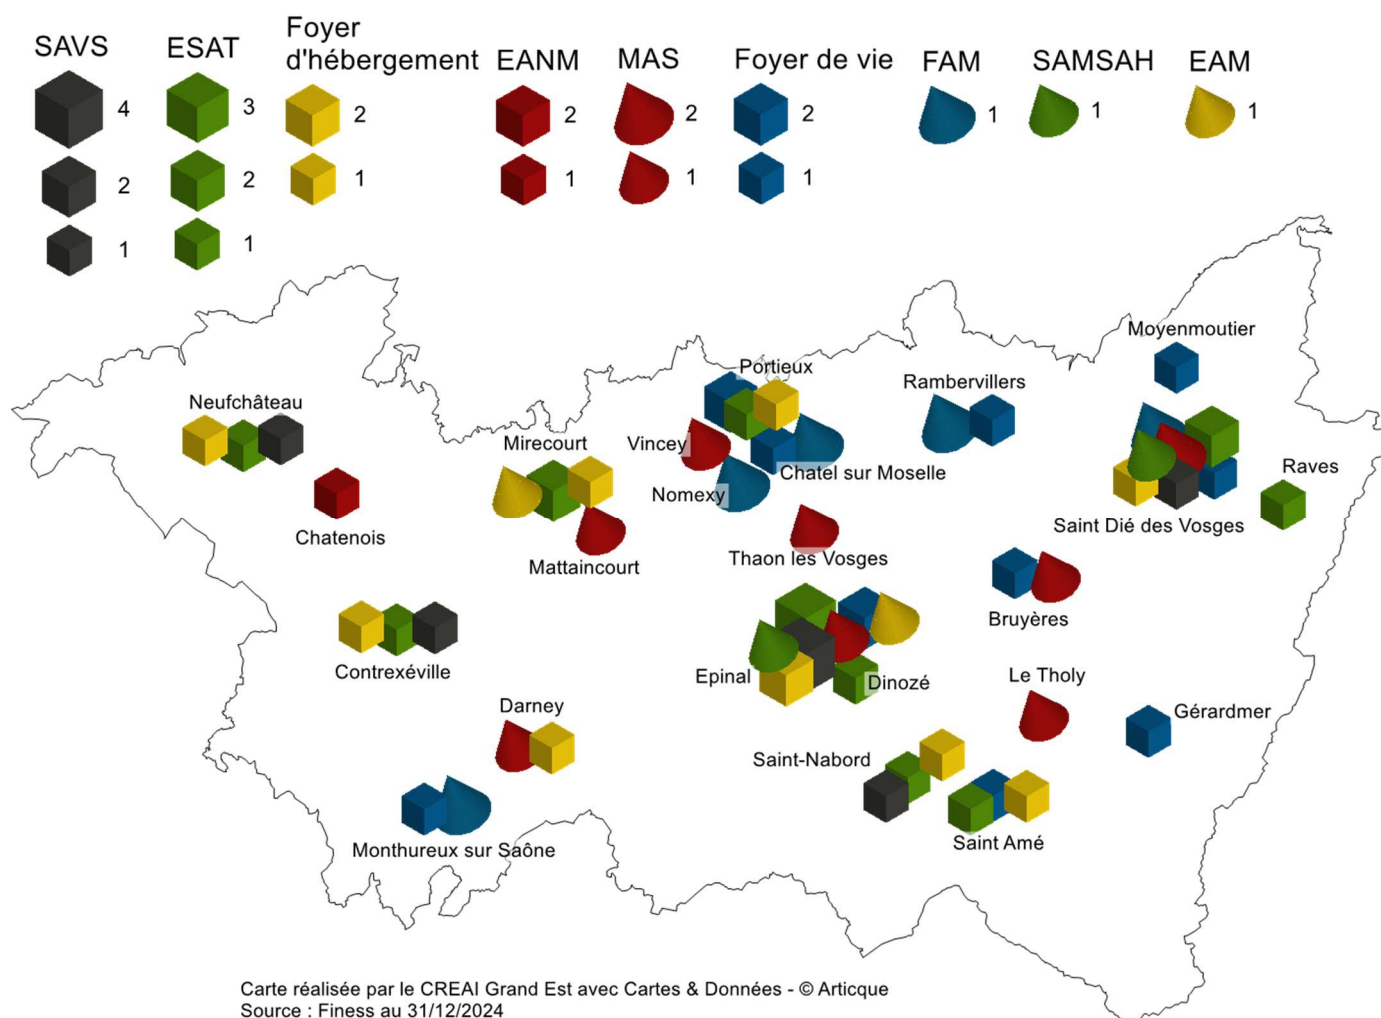 SAVS
ESAT
Foyer
d'hébergement
EANM
MAS
Foyer de vie
FAM
SAMSAH
EAM
4
3
2
2
2
2
1
1
1
2
2
1
1
1
1
1
1
Moyenmoutier
Portieux
Rambervillers
Neufchâteau
Mirecourt
Vincey
Chatel sur Moselle
Raves
Nomexy
Saint Dié des Vosges
Chatenois
Mattaincourt
Thaon les Vosges
Bruyères
Contrexéville
Epinal
Dinozé
Le Tholy
Darney
Gérardmer
Saint-Nabord
Saint Amé
Monthureux sur Saône
Carte réalisée par le CREAI Grand Est avec Cartes & Données - © Articque
Source : Finess au 31/12/2024